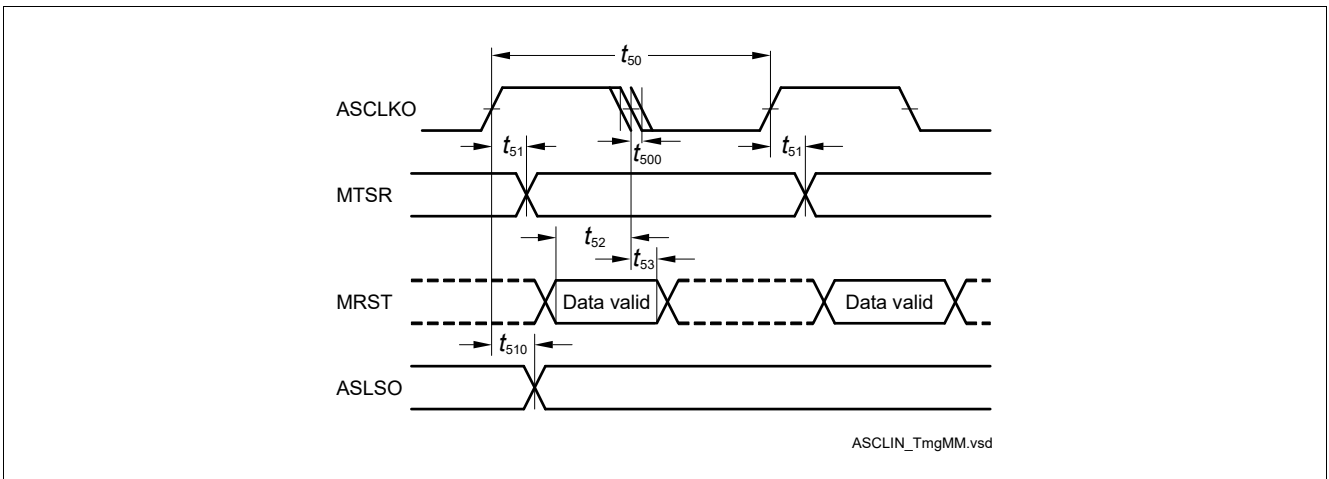 t50
ASCLKO
t51
t500
t51
MTSR
t52
t53
MRST
Data valid
Data valid
t510
ASLSO
ASCLIN_TmgMM.vsd